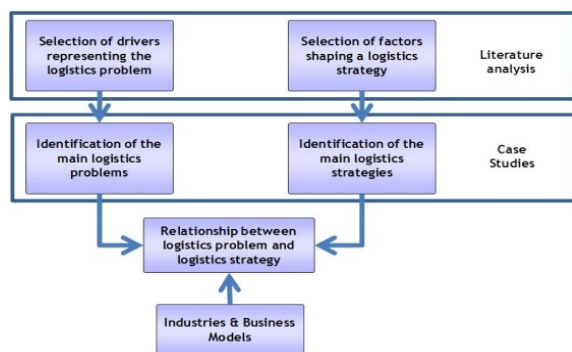 Selection of drivers
representing the
logistics problem
Selection of factors
shaping a logistics
strategy
Literature
analysis
Identification of the
main logistics
problems
Identification of the
main logistics
strategies
Case
Studies
Relationship between
logistics problem and
logistics strategy
Industries & Business
Models